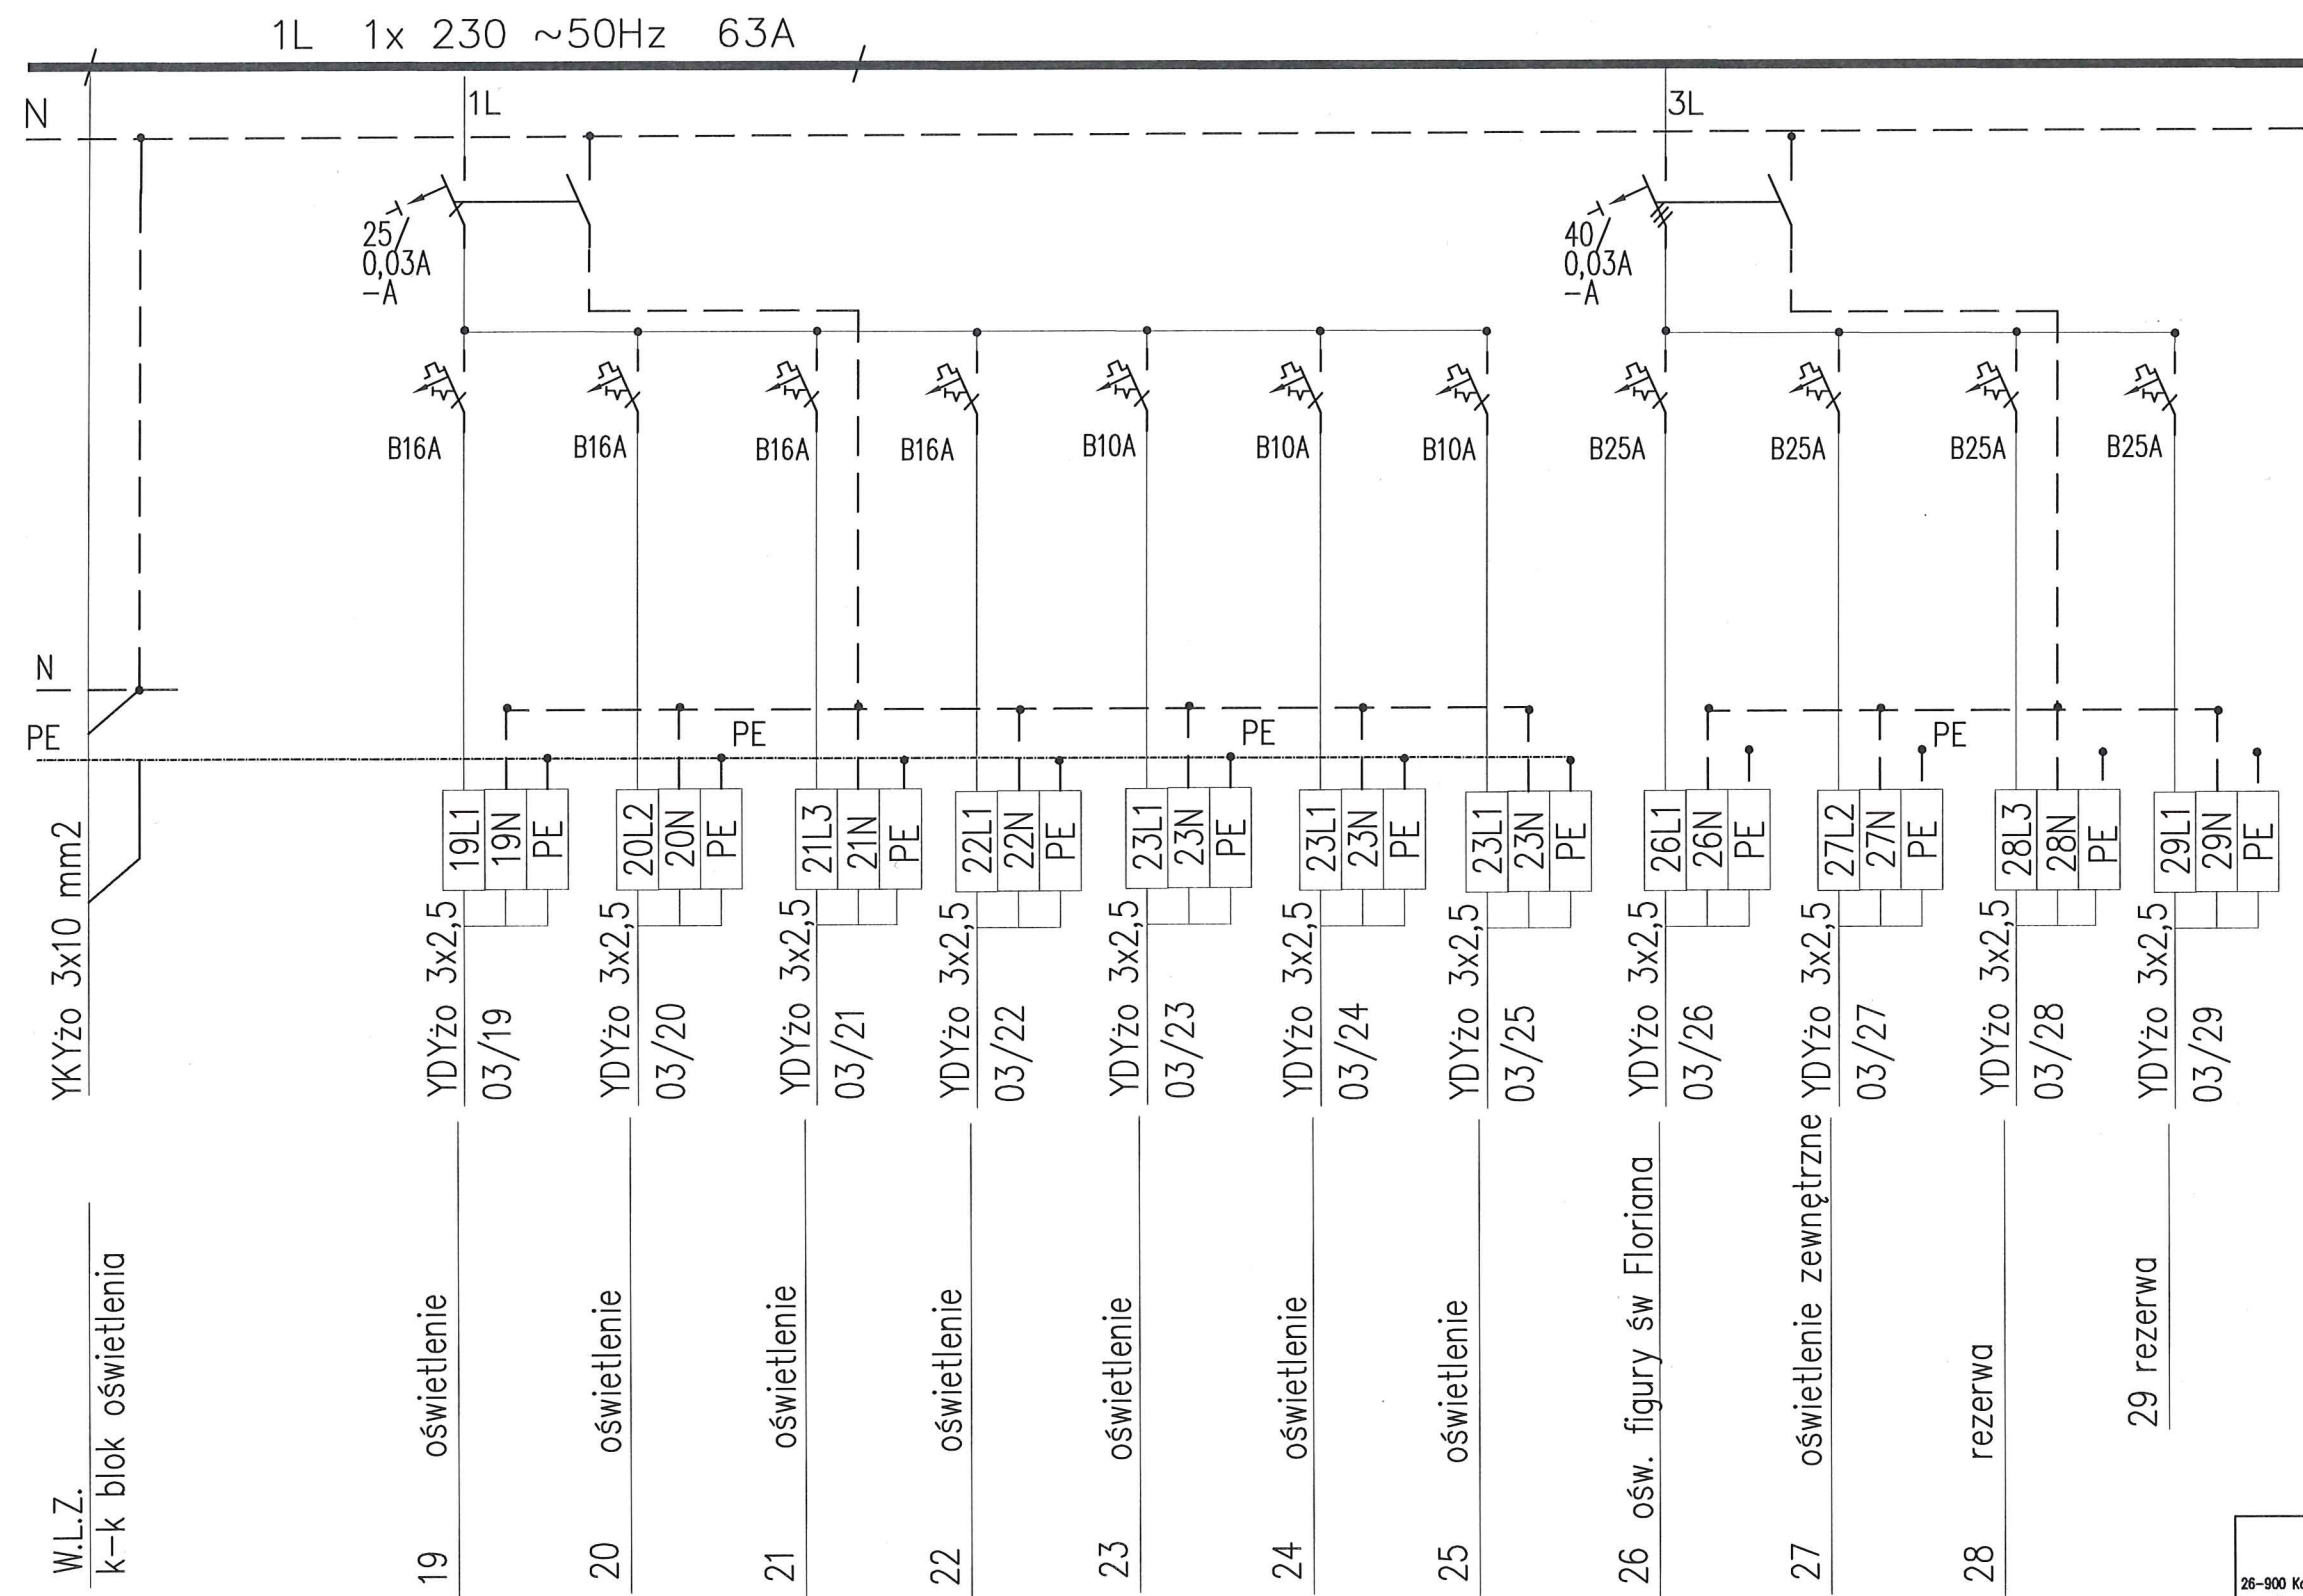 1L 1x 230 ~50Hz 63A
N
1L
3L
25/
0,03A
-A
40/
0,03A
-A
B16A
B16A
B16A
B16A
B10A
B10A
B10A
B25A
B25A
B25A
B25A
N
PE
PE
PE
PE
19L1
19N
PE
20L2
20N
PE
21L3
21N
PE
22L1
22N
PE
23L1
23N
PE
23L1
23N
PE
23L1
23N
PE
26L1
26N
PE
27L2
27N
PE
28L3
28N
PE
29L1
29N
PE
YKYżo 3x10 mm2
YDYżo 3x2,5
03/19
YDYżo 3x2,5
03/20
YDYżo 3x2,5
03/21
YDYżo 3x2,5
03/22
YDYżo 3x2,5
03/23
YDYżo 3x2,5
03/24
YDYżo 3x2,5
03/25
YDYżo 3x2,5
03/26
YDYżo 3x2,5
03/27
YDYżo 3x2,5
03/28
YDYżo 3x2,5
03/29
W.L.Z.
k-k blok oświetlenia
19 oświetlenie
20 oświetlenie
21 oświetlenie
22 oświetlenie
23 oświetlenie
24 oświetlenie
25 oświetlenie
26 ośw. figury św Floriana
27 oświetlenie zewnętrzne
28 rezerwa
29 rezerwa
26-900